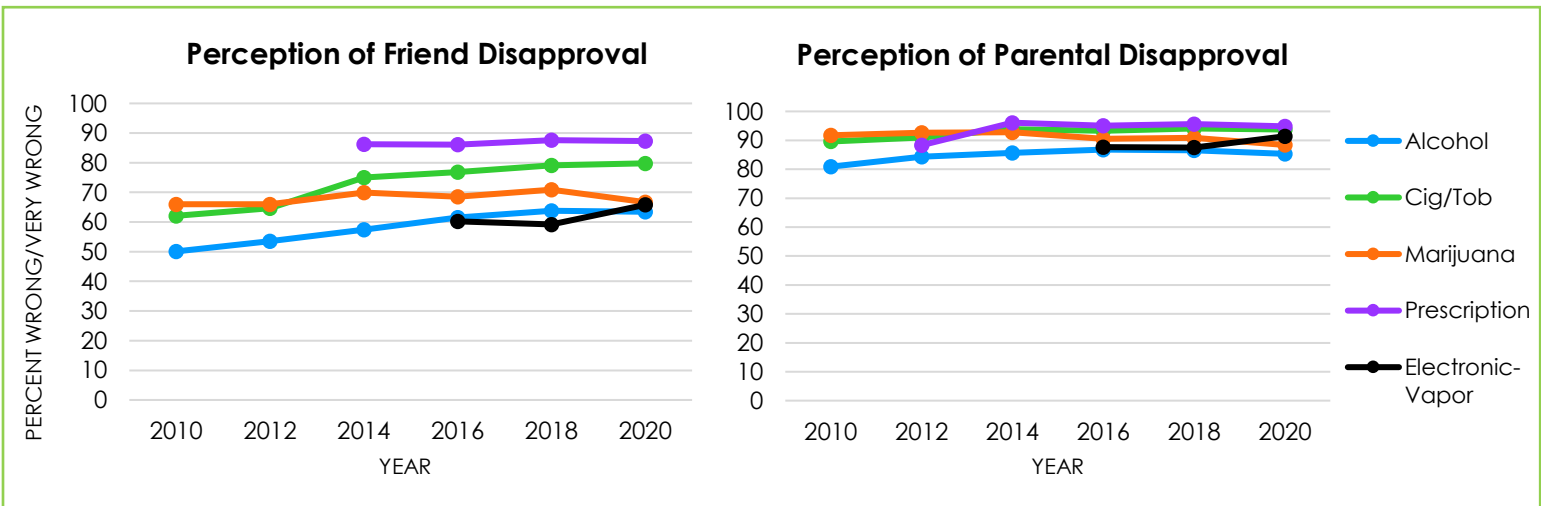 Perception of Friend Disapproval
PERCENT WRONG/VERY WRONG
100
90
80
70
60
50
40
30
20
10
0
2010 2012 2014 2016 2018 2020
YEAR
Perception of Parental Disapproval
100
90
80
70
60
50
40
30
20
10
0
2010 2012 2014 2016 2018 2020
YEAR
Alcohol
Cig/Tob
Marijuana
Prescription
Electronic-
Vapor